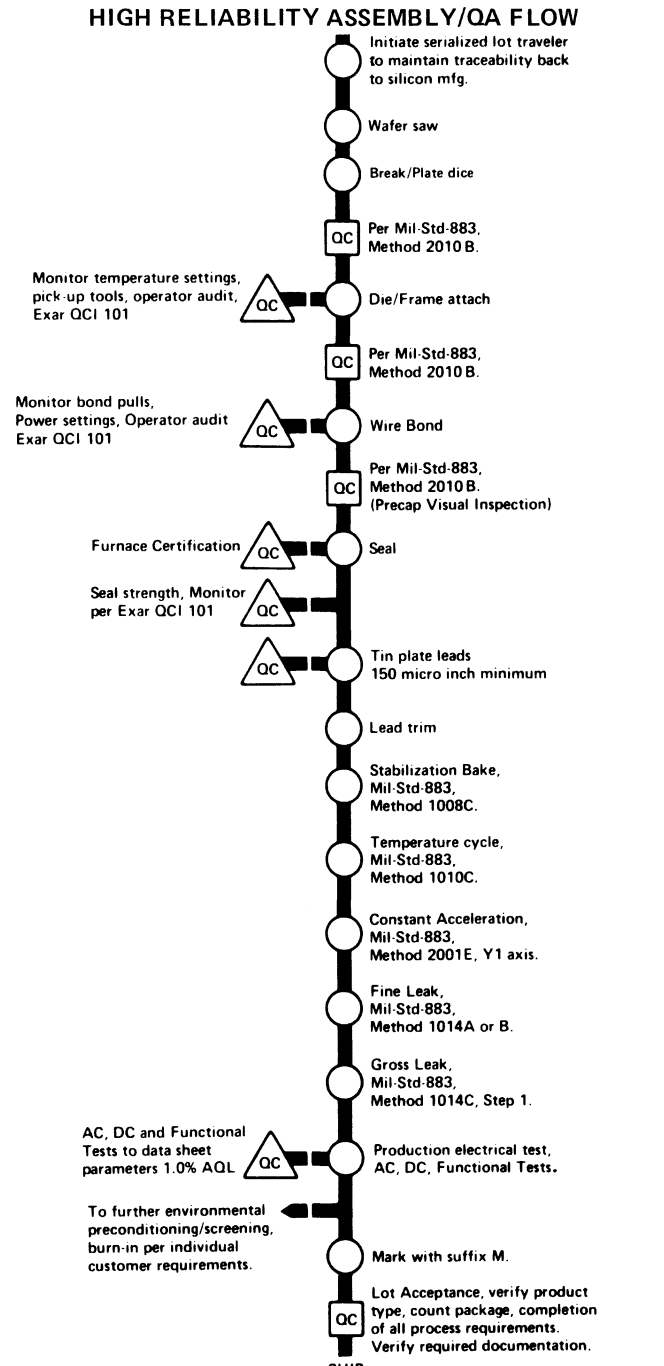 HIGH RELIABILITY ASSEMBLY/QA FLOW
Initiate serialized lot traveler
to maintain traceability back
to silicon mfg.
Wafer saw
Break/Plate dice
QC
Per Mil-Std-883,
Method 2010 B.
Monitor temperature settings,
pick-up tools, operator audit,
Exar QCI 101
QC
Die/Frame attach
QC
Per Mil-Std-883,
Method 2010 B.
Monitor bond pulls,
Power settings, Operator audit
Exar QCI 101
QC
Wire Bond
QC
Per Mil-Std-883,
Method 2010 B.
(Precap Visual Inspection)
Furnace Certification
QC
Seal
Seal strength, Monitor
per Exar QCI 101
QC
QC
Tin plate leads
150 micro inch minimum
Lead trim
Stabilization Bake,
Mil-Std-883,
Method 1008C.
Temperature cycle,
Mil-Std-883,
Method 1010C.
Constant Acceleration,
Mil-Std-883,
Method 2001E, Y1 axis.
Fine Leak,
Mil-Std-883,
Method 1014A or B.
Gross Leak,
Mil-Std-883,
Method 1014C, Step 1.
AC, DC and Functional
Tests to data sheet
parameters 1.0% AQL
QC
Production electrical test,
AC, DC, Functional Tests.
To further environmental
preconditioning/screening,
burn-in per individual
customer requirements.
Mark with suffix M.
QC
Lot Acceptance, verify product
type, count package, completion
of all process requirements.
Verify required documentation.